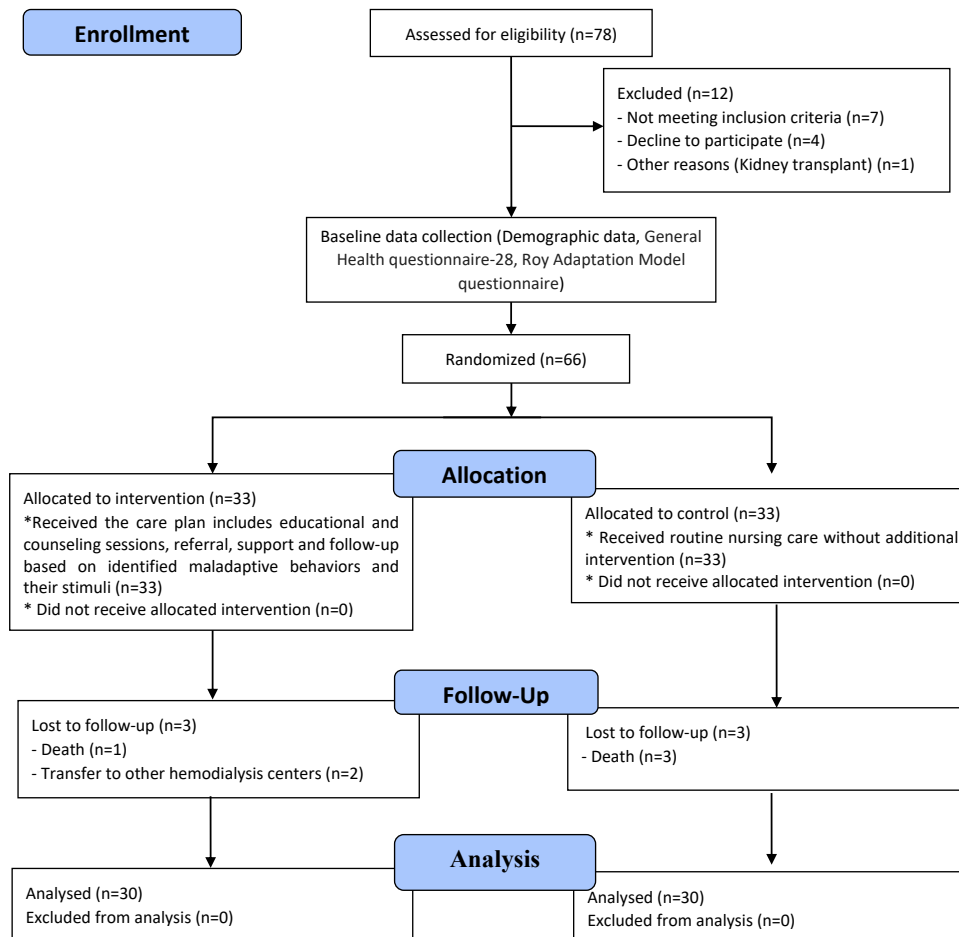 Enrollment
Assessed for eligibility (n=78)
Excluded (n=12)
- Not meeting inclusion criteria (n=7)
- Decline to participate (n=4)
- Other reasons (Kidney transplant) (n=1)
Baseline data collection (Demographic data, General
Health questionnaire-28, Roy Adaptation Model
questionnaire)
Randomized (n=66)
Allocation
Allocated to intervention (n=33)
*Received the care plan includes educational and
counseling sessions, referral, support and follow-up
based on identified maladaptive behaviors and
their stimuli (n=33)
* Did not receive allocated intervention (n=0)
Allocated to control (n=33)
* Received routine nursing care without additional
intervention (n=33)
* Did not receive allocated intervention (n=0)
Follow-Up
Lost to follow-up (n=3)
- Death (n=1)
- Transfer to other hemodialysis centers (n=2)
Lost to follow-up (n=3)
- Death (n=3)
Analysis
Analysed (n=30)
Excluded from analysis (n=0)
Analysed (n=30)
Excluded from analysis (n=0)